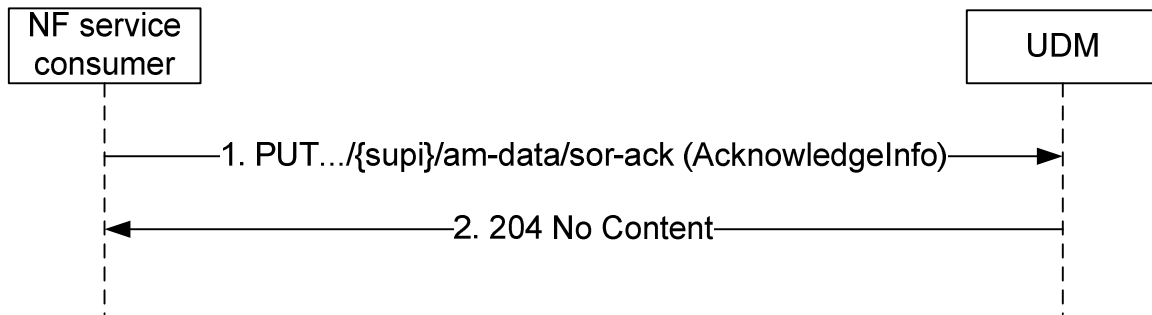 NF service
consumer
UDM
1. PUT.../{supi}/am-data/sor-ack (AcknowledgeInfo)
2. 204 No Content